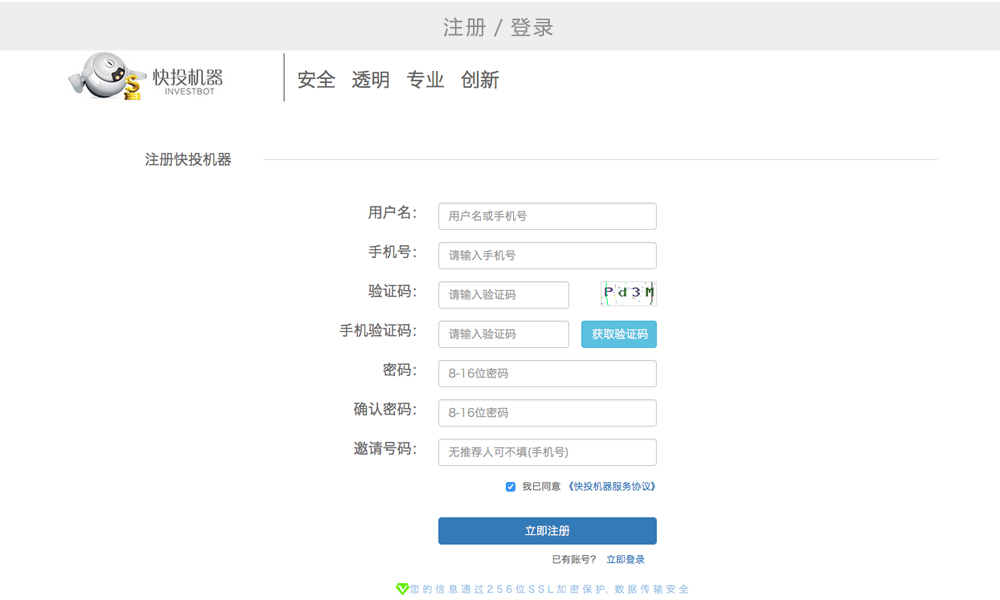 注册 / 登录
快投机器
INVESTBOT
安全 透明 专业 创新
注册快投机器
用户名： 用户名或手机号
手机号： 请输入手机号
验证码： 请输入验证码 Pd3M
手机验证码： 请输入验证码 获取验证码
密码： 8-16位密码
确认密码： 8-16位密码
邀请号码： 无推荐人可不填(手机号)
我已同意 《快投机器服务协议》
立即注册
已有账号？ 立即登录
您的信息通过256位SSL加密保护, 数据传输安全